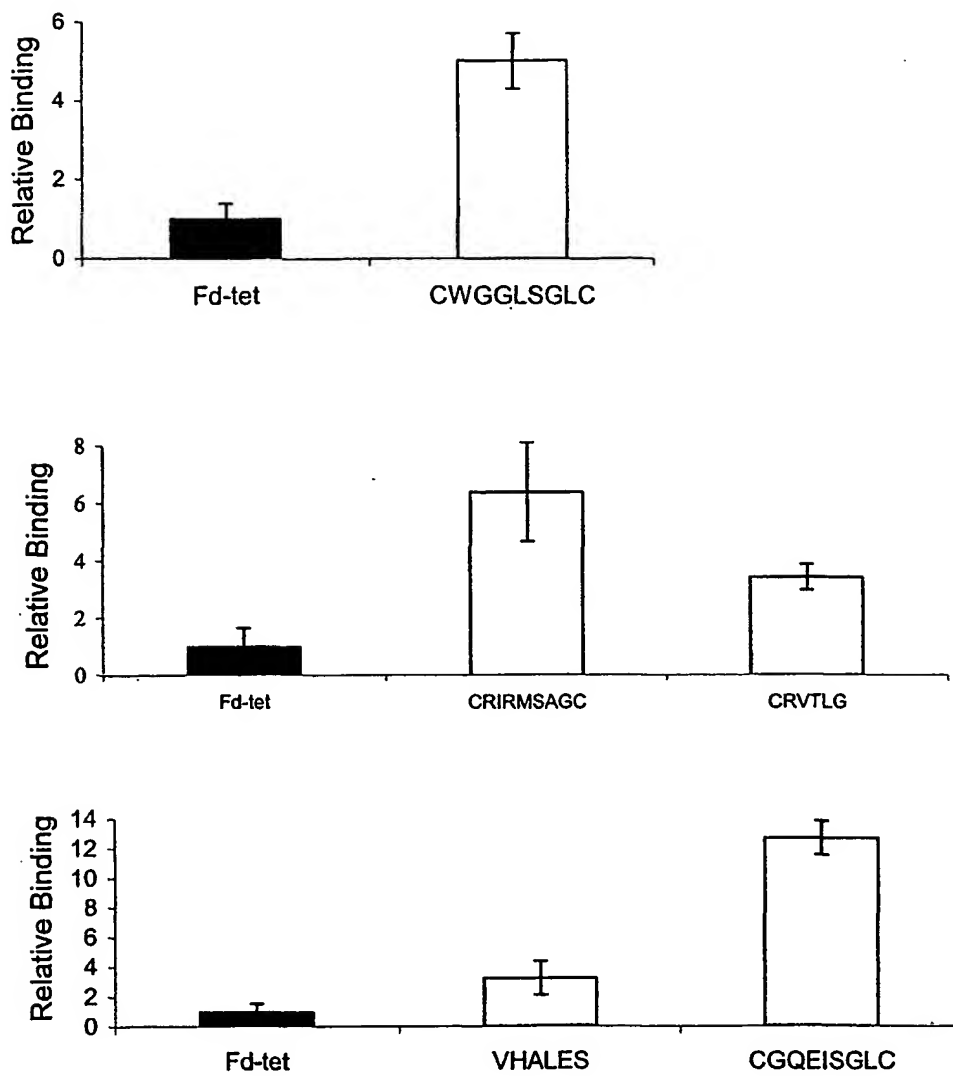 Relative Binding
6
4
2
0
Fd-tet CWGGLSGLC
Relative Binding
8
6
4
2
0
Fd-tet CRIRMSAGC CRVTLG
Relative Binding
14
12
10
8
6
4
2
0
Fd-tet VHALES CGQEISGLC